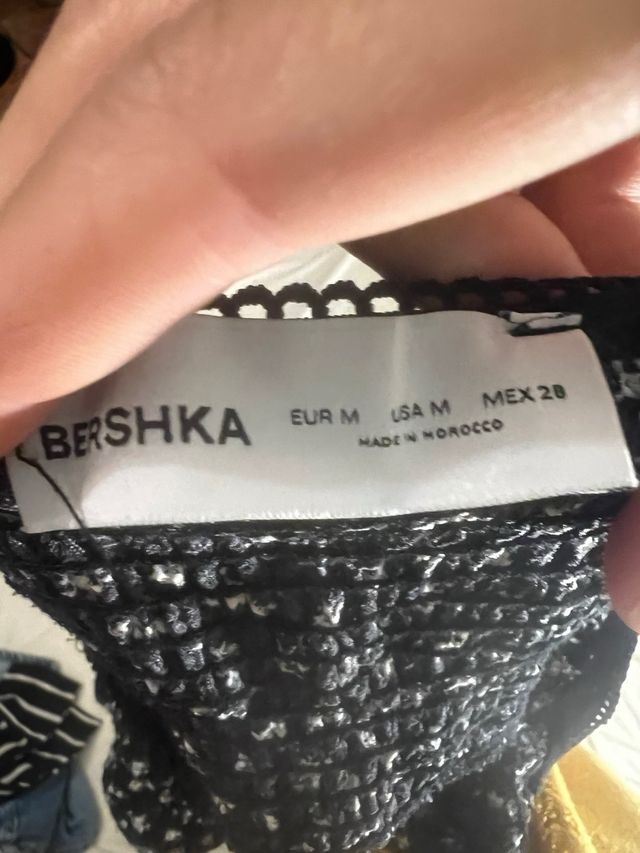 BERSHKA
EUR M USA M MEX 28
MADE IN MOROCCO